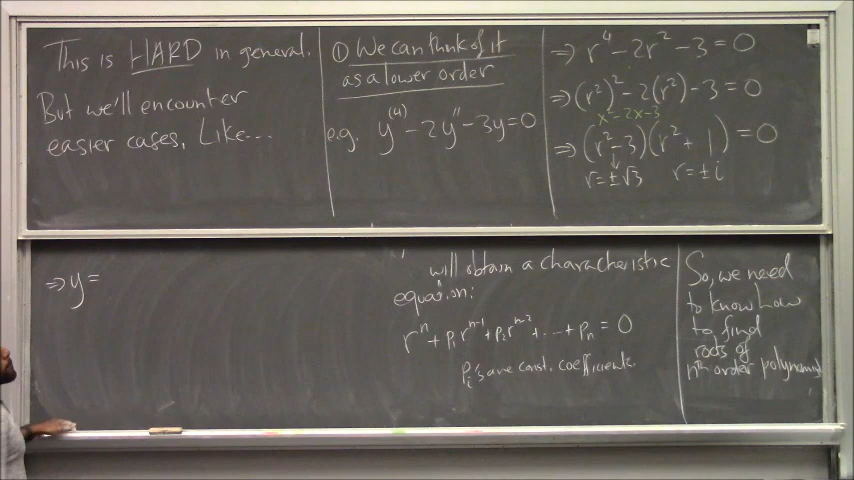 This is HARD in general.
But we'll encounter
easier cases. Like...
① We can think of it
as a lower order
e.g. y⁽⁴⁾ - 2y'' - 3y = 0
⇒ r⁴ - 2r² - 3 = 0
⇒ (r²)² - 2(r²) - 3 = 0
x² - 2x - 3
⇒ (r² - 3)(r² + 1) = 0
↓
r = ±√3 r = ±i
⇒ y =
will obtain a characteristic
equation:
rⁿ + p₁rⁿ⁻¹ + p₂rⁿ⁻² + ... + pₙ = 0
pᵢ's are const. coefficients.
So, we need
to know how
to find
roots of
nᵗʰ order polynomials